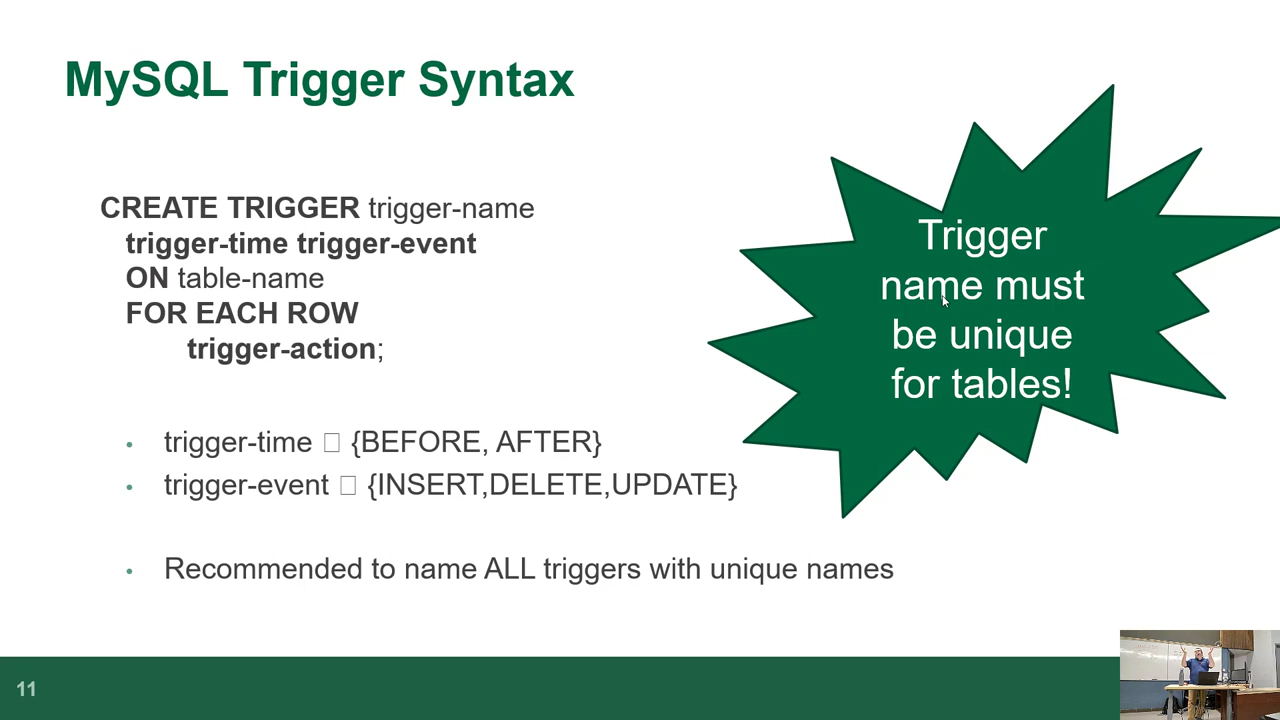 MySQL Trigger Syntax
CREATE TRIGGER trigger-name
trigger-time trigger-event
ON table-name
FOR EACH ROW
trigger-action;
Trigger
name must
be unique
for tables!
• trigger-time □ {BEFORE, AFTER}
• trigger-event □ {INSERT,DELETE,UPDATE}
• Recommended to name ALL triggers with unique names
11